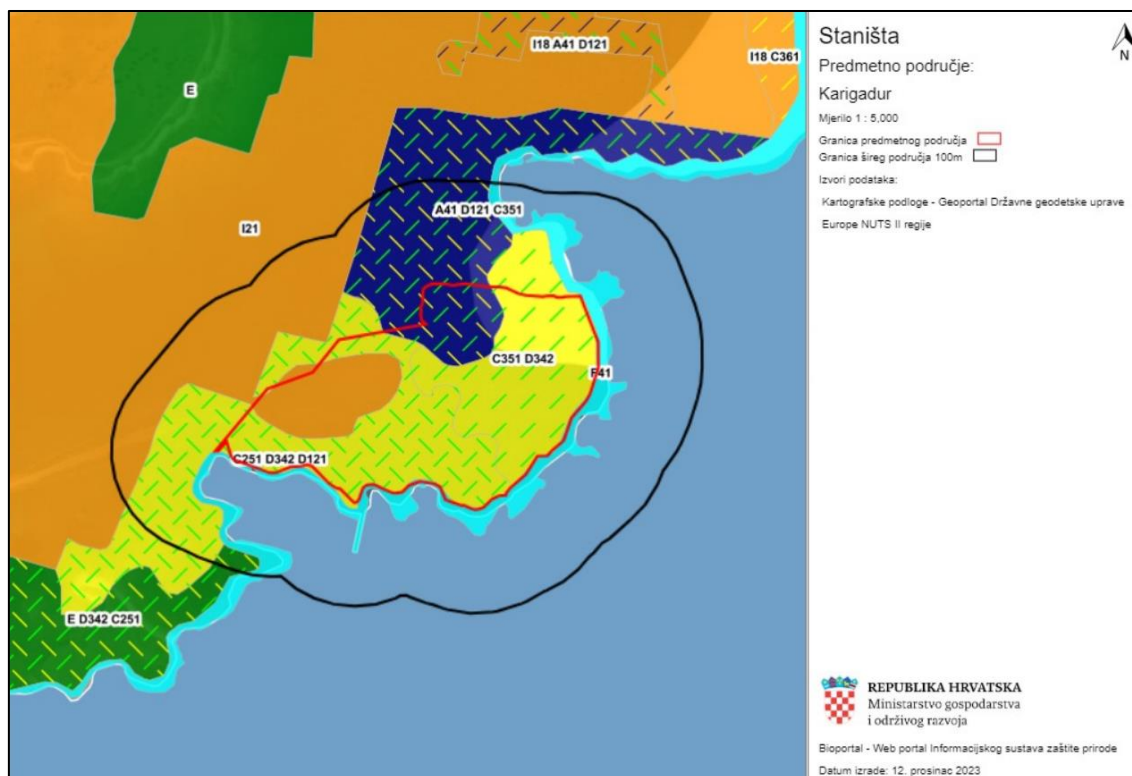 I18 A41 D121
I18 C361
E
A41 D121 C351
I21
C351 D342
F41
C251 D342 D121
E D342 C251
Staništa
N
Predmetno područje:
Karigadur
Mjerilo 1 : 5,000
Granica predmetnog područja
Granica šireg područja 100m
Izvori podataka:
Kartografske podloge - Geoportal Državne geodetske uprave
Europe NUTS II regije
REPUBLIKA HRVATSKA
Ministarstvo gospodarstva
i održivog razvoja
Bioportal - Web portal Informacijskog sustava zaštite prirode
Datum izrade: 12. prosinac 2023